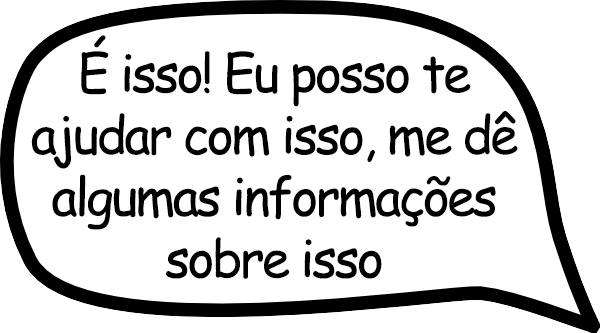 É isso! Eu posso te
ajudar com isso, me dê
algumas informações
sobre isso